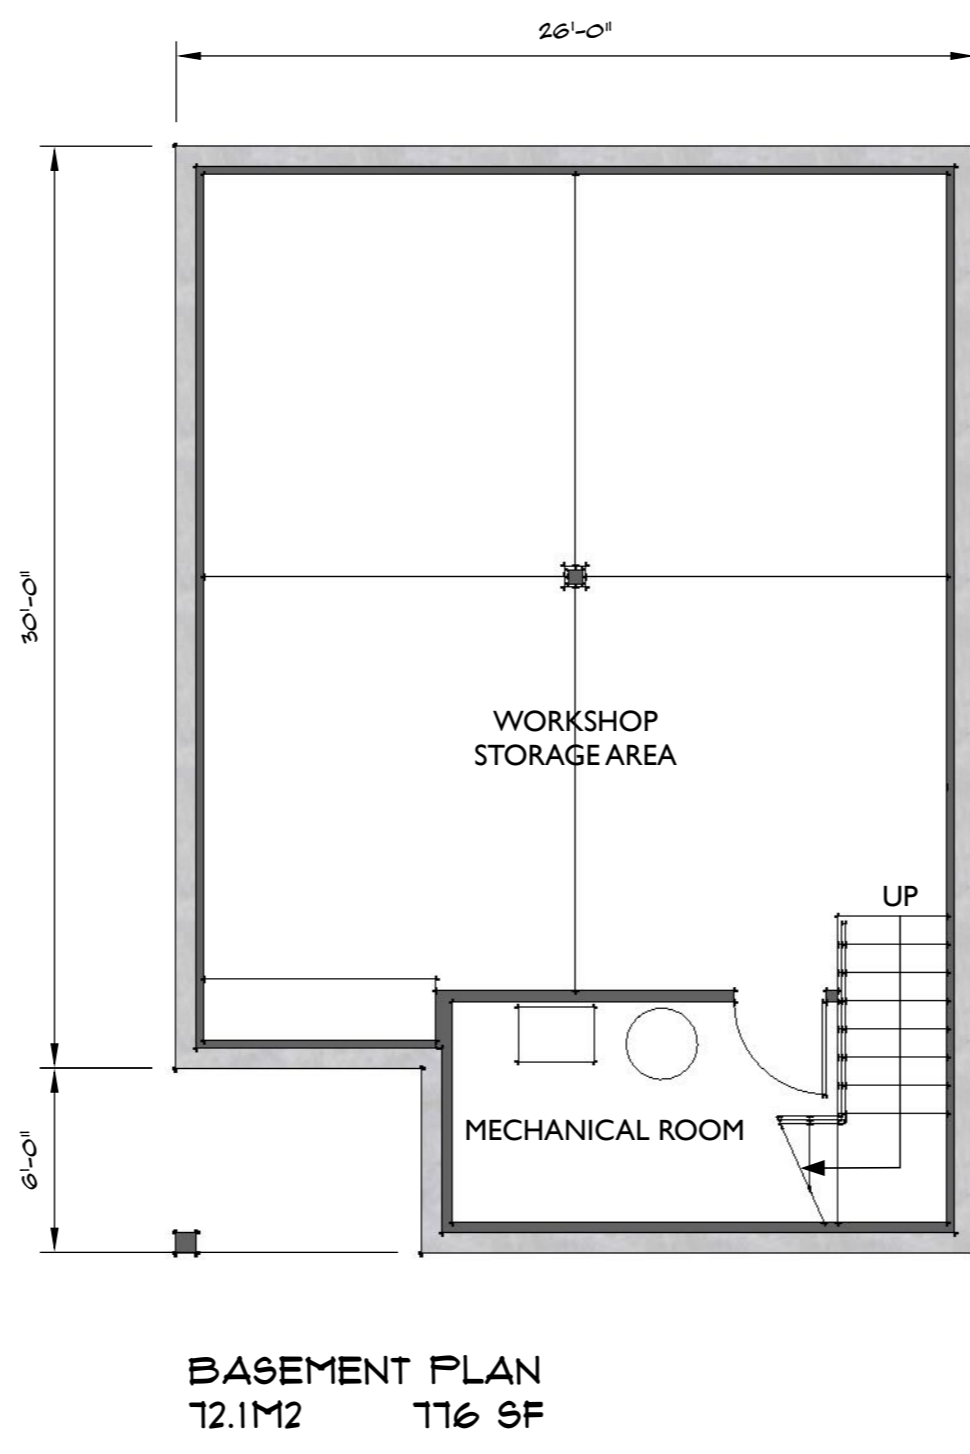 26'-0"
30'-0"
WORKSHOP
STORAGE AREA
UP
MECHANICAL ROOM
6'-0"
BASEMENT PLAN
72.1M2 776 SF